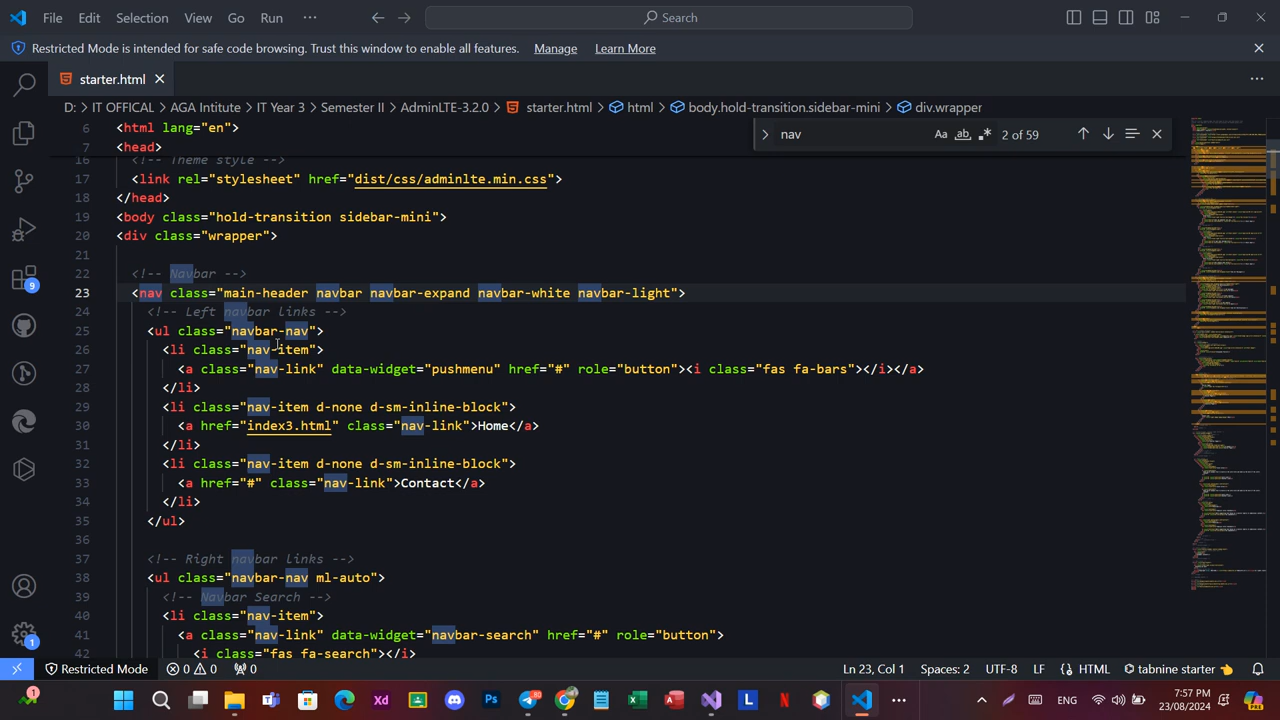 File Edit Selection View Go Run ··· Search
Restricted Mode is intended for safe code browsing. Trust this window to enable all features. Manage Learn More
starter.html
D: > IT OFFICAL > AGA Intitute > IT Year 3 > Semester II > AdminLTE-3.2.0 > starter.html > html > body.hold-transition.sidebar-mini > div.wrapper
nav ab 2 of 59
6 <html lang="en">
7 <head>
16 <!-- Theme style -->
17 <link rel="stylesheet" href="dist/css/adminlte.min.css">
18 </head>
19 <body class="hold-transition sidebar-mini">
20 <div class="wrapper">
21
22 <!-- Navbar -->
23 <nav class="main-header navbar navbar-expand navbar-white navbar-light">
24 <!-- Left navbar links -->
25 <ul class="navbar-nav">
26 <li class="nav-item">
27 <a class="nav-link" data-widget="pushmenu" href="#" role="button"><i class="fas fa-bars"></i></a>
28 </li>
29 <li class="nav-item d-none d-sm-inline-block">
30 <a href="index3.html" class="nav-link">Home</a>
31 </li>
32 <li class="nav-item d-none d-sm-inline-block">
33 <a href="#" class="nav-link">Contact</a>
34 </li>
35 </ul>
36
37 <!-- Right navbar links -->
38 <ul class="navbar-nav ml-auto">
39 <!-- Navbar Search -->
40 <li class="nav-item">
41 <a class="nav-link" data-widget="navbar-search" href="#" role="button">
42 <i class="fas fa-search"></i>
9
1
Restricted Mode 0 0 0 Ln 23, Col 1 Spaces: 2 UTF-8 LF HTML tabnine starter
1 Xd Ps 80 L ENG 7:57 PM
23/08/2024
PRE